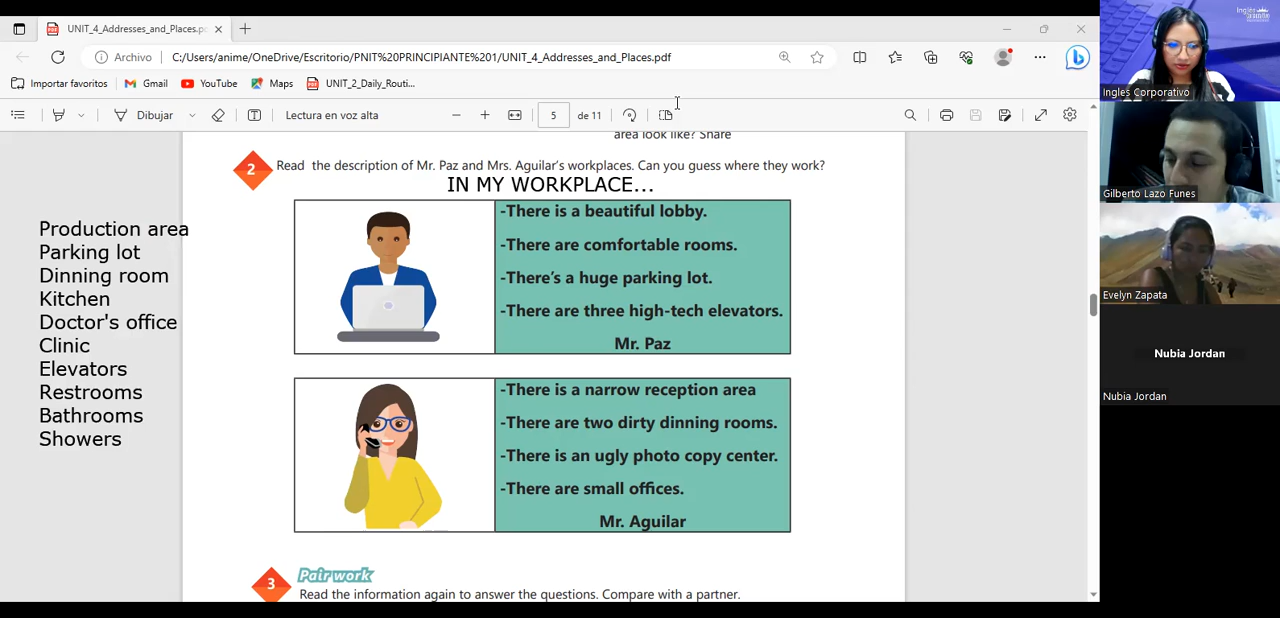 UNIT_4_Addresses_and_Places.pc
Archivo
C:/Users/anime/OneDrive/Escritorio/PNIT%20PRINCIPIANTE%201/UNIT_4_Addresses_and_Places.pdf
Importar favoritos
Gmail
YouTube
Maps
UNIT_2_Daily_Routi...
Dibujar
Lectura en voz alta
5
de 11
area look like? Share
2
Read the description of Mr. Paz and Mrs. Aguilar's workplaces. Can you guess where they work?
IN MY WORKPLACE...
Production area
Parking lot
Dinning room
Kitchen
Doctor's office
Clinic
Elevators
Restrooms
Bathrooms
Showers
-There is a beautiful lobby.
-There are comfortable rooms.
-There's a huge parking lot.
-There are three high-tech elevators.
Mr. Paz
-There is a narrow reception area
-There are two dirty dinning rooms.
-There is an ugly photo copy center.
-There are small offices.
Mr. Aguilar
3
Pair work
Read the information again to answer the questions. Compare with a partner.
Ingles Corporativo
Gilberto Lazo Funes
Evelyn Zapata
Nubia Jordan
Nubia Jordan